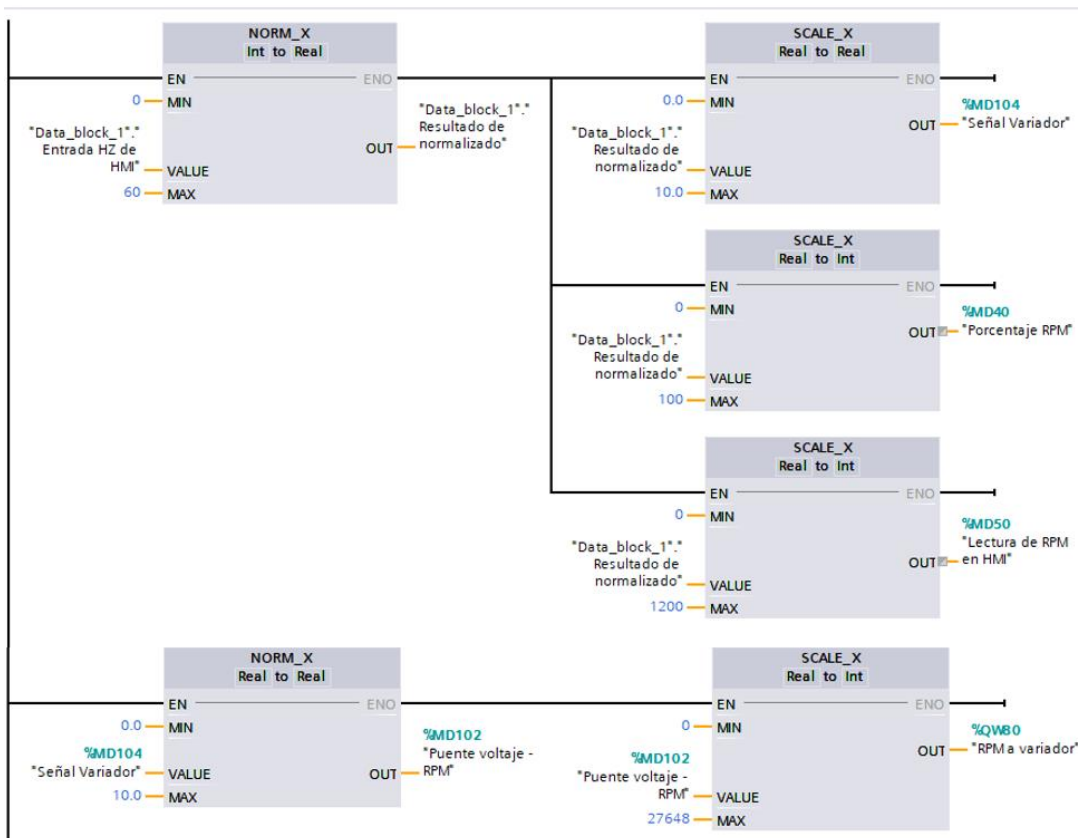 NORM_X
Int to Real
EN
ENO
0
MIN
"Data_block_1"."
Entrada HZ de
HMI"
VALUE
60
MAX
OUT
"Data_block_1"."
Resultado de
normalizado"
SCALE_X
Real to Real
EN
ENO
0.0
MIN
"Data_block_1"."
Resultado de
normalizado"
VALUE
10.0
MAX
OUT
%MD104
"Señal Variador"
SCALE_X
Real to Int
EN
ENO
0
MIN
"Data_block_1"."
Resultado de
normalizado"
VALUE
100
MAX
OUT
%MD40
"Porcentaje RPM"
SCALE_X
Real to Int
EN
ENO
0
MIN
"Data_block_1"."
Resultado de
normalizado"
VALUE
1200
MAX
OUT
%MD50
"Lectura de RPM
en HMI"
NORM_X
Real to Real
EN
ENO
0.0
MIN
%MD104
"Señal Variador"
VALUE
10.0
MAX
OUT
%MD102
"Puente voltaje -
RPM"
SCALE_X
Real to Int
EN
ENO
0
MIN
%MD102
"Puente voltaje -
RPM"
VALUE
27648
MAX
OUT
%QW80
"RPM a variador"